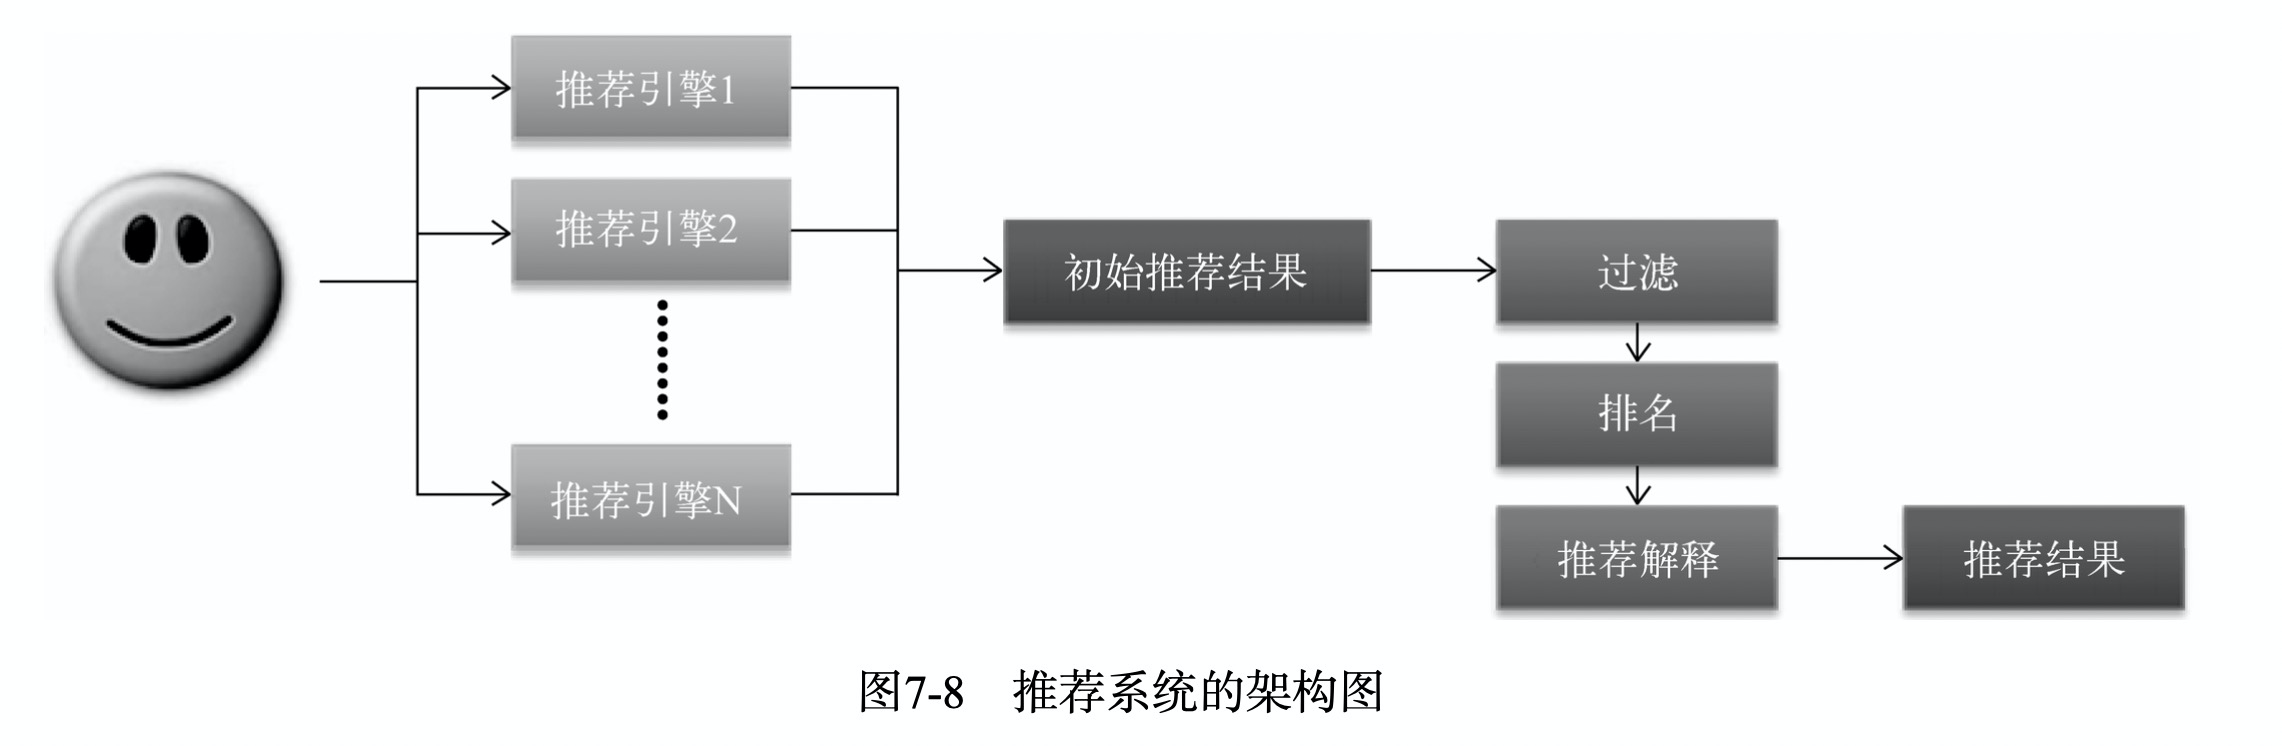 推荐引擎1
推荐引擎2
推荐引擎N
初始推荐结果
过滤
排名
推荐解释
推荐结果
图7-8 推荐系统的架构图